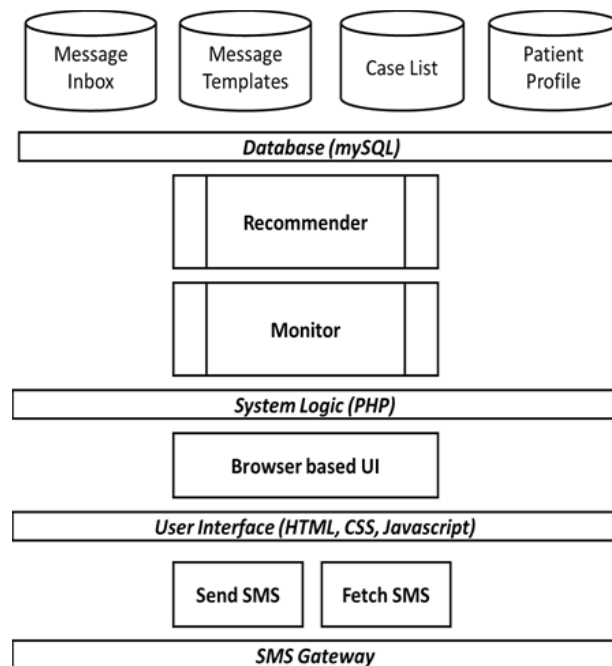 Message
Inbox
Message
Templates
Case List
Patient
Profile
Database (mySQL)
Recommender
Monitor
System Logic (PHP)
Browser based UI
User Interface (HTML, CSS, Javascript)
Send SMS
Fetch SMS
SMS Gateway